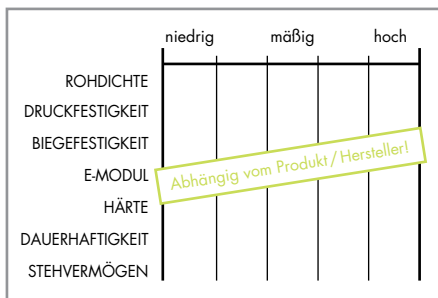 niedrig mäßig hoch
ROHDICHTE
DRUCKFESTIGKEIT
BIEGEFESTIGKEIT
E-MODUL
Abhängig vom Produkt / Hersteller!
HÄRTE
DAUERHAFTIGKEIT
STEHVERMÖGEN